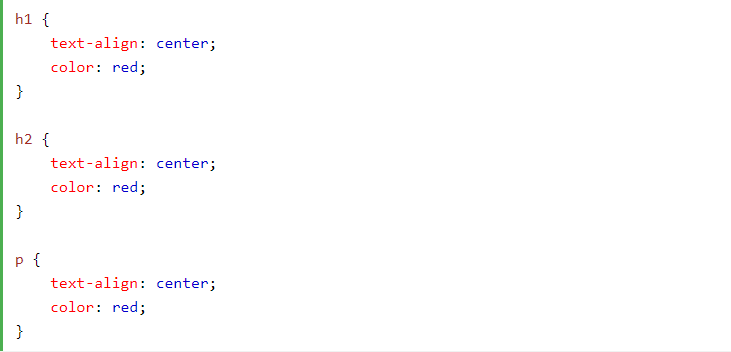 h1 {
    text-align: center;
    color: red;
}

h2 {
    text-align: center;
    color: red;
}

p {
    text-align: center;
    color: red;
}